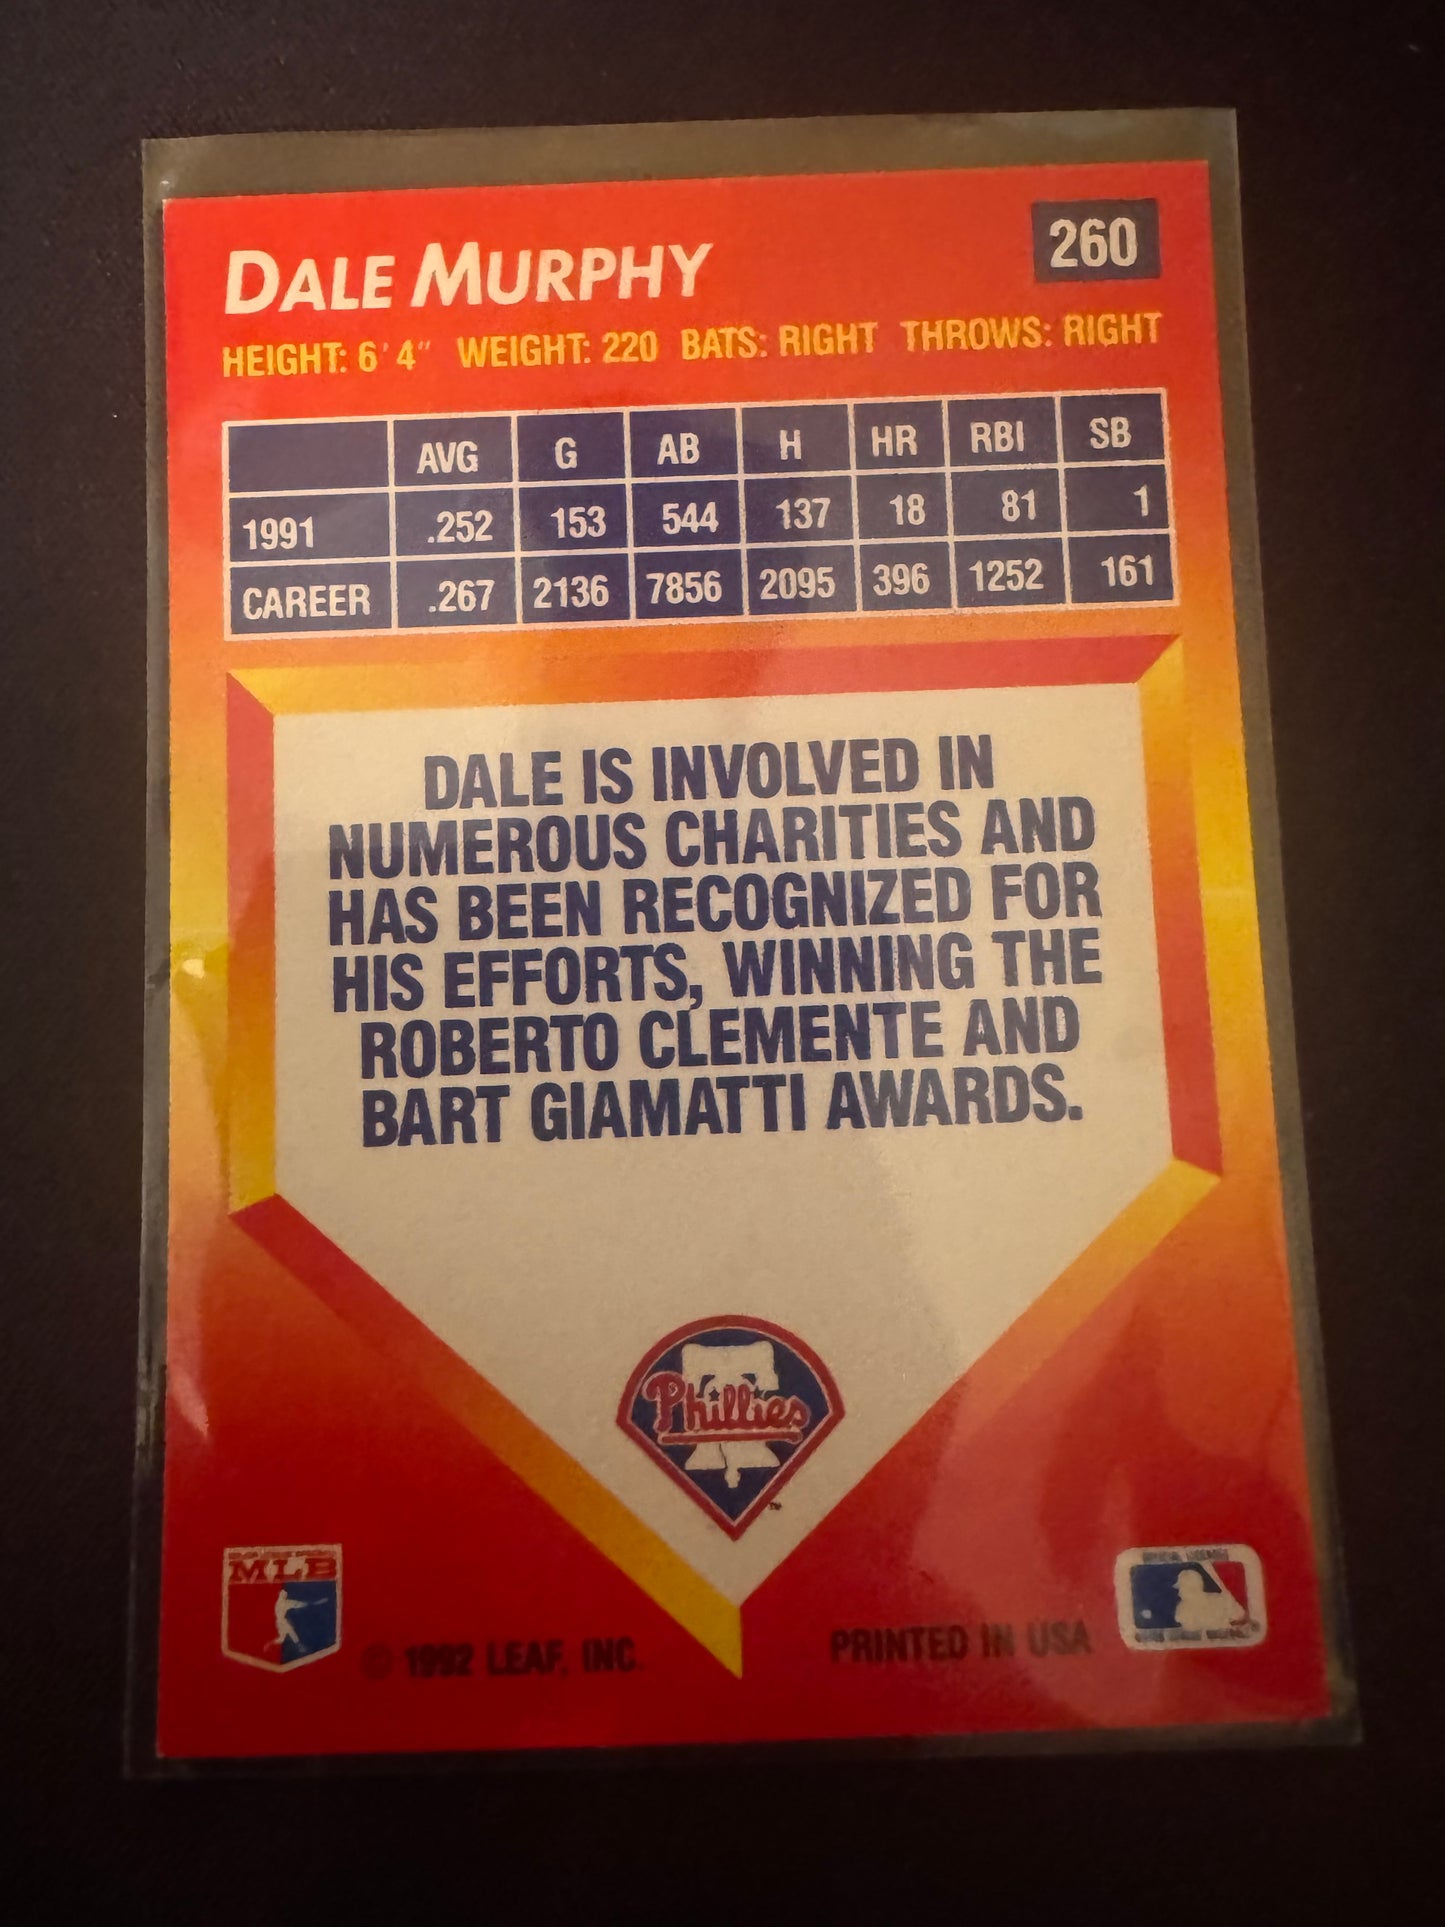 DALE MURPHY 260
HEIGHT: 6' 4" WEIGHT: 220 BATS: RIGHT THROWS: RIGHT
AVG G AB H HR RBI SB
1991 .252 153 544 137 18 81 1
CAREER .267 2136 7856 2095 396 1252 161
DALE IS INVOLVED IN
NUMEROUS CHARITIES AND
HAS BEEN RECOGNIZED FOR
HIS EFFORTS, WINNING THE
ROBERTO CLEMENTE AND
BART GIAMATTI AWARDS.
Phillies
TM
MLB
© 1992 LEAF, INC. PRINTED IN USA